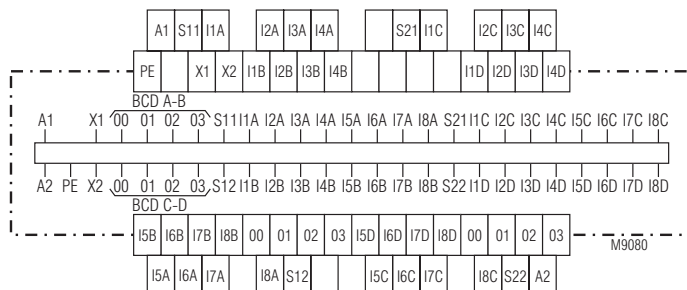 A1 S11 I1A I2A I3A I4A S21 I1C I2C I3C I4C
PE X1 X2 I1B I2B I3B I4B I1D I2D I3D I4D
BCD A-B
A1 X1 00 01 02 03 S11 I1A I2A I3A I4A I5A I6A I7A I8A S21 I1C I2C I3C I4C I5C I6C I7C I8C
A2 PE X2 00 01 02 03 S12 I1B I2B I3B I4B I5B I6B I7B I8B S22 I1D I2D I3D I4D I5D I6D I7D I8D
BCD C-D
I5B I6B I7B I8B 00 01 02 03 I5D I6D I7D I8D 00 01 02 03
M9080
I5A I6A I7A I8A S12 I5C I6C I7C I8C S22 A2